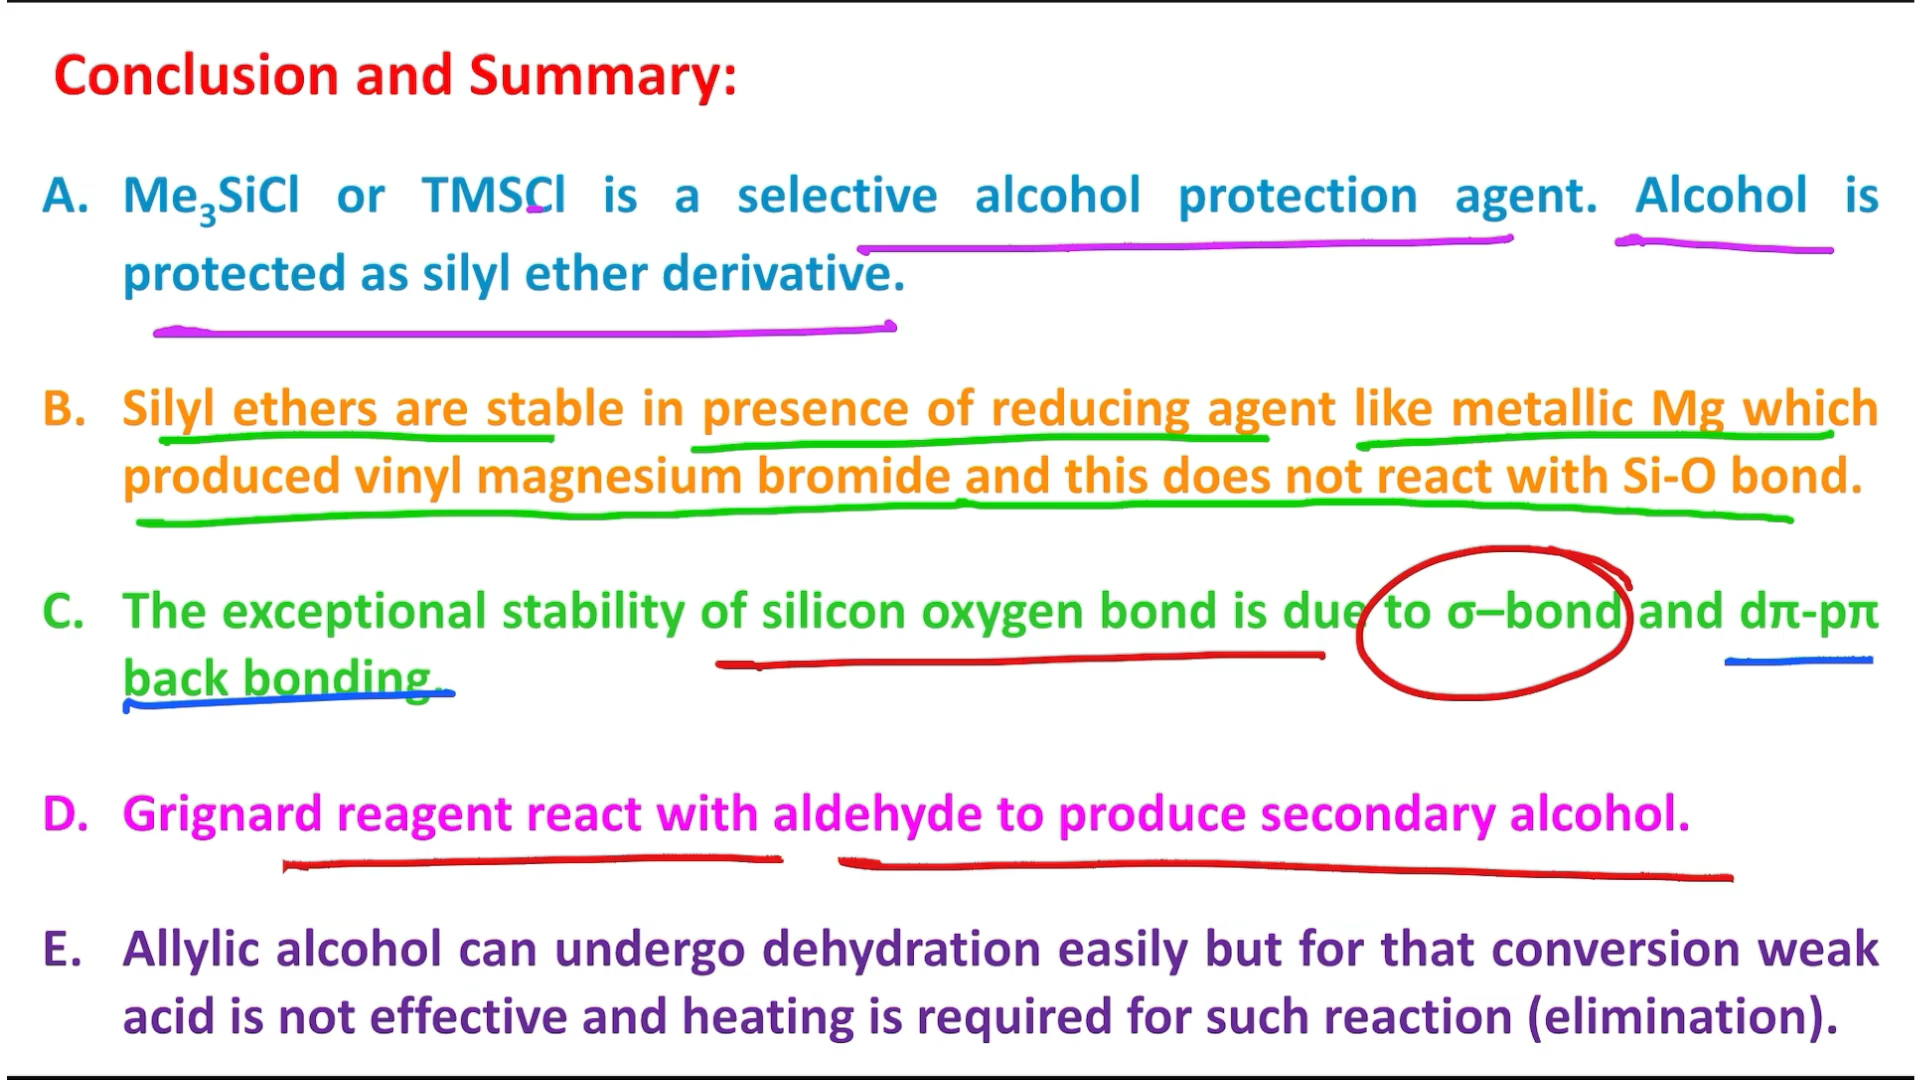 Conclusion and Summary:
A. Me₃SiCl or TMSCl is a selective alcohol protection agent. Alcohol is
protected as silyl ether derivative.
B. Silyl ethers are stable in presence of reducing agent like metallic Mg which
produced vinyl magnesium bromide and this does not react with Si-O bond.
C. The exceptional stability of silicon oxygen bond is due to σ–bond and dπ-pπ
back bonding.
D. Grignard reagent react with aldehyde to produce secondary alcohol.
E. Allylic alcohol can undergo dehydration easily but for that conversion weak
acid is not effective and heating is required for such reaction (elimination).